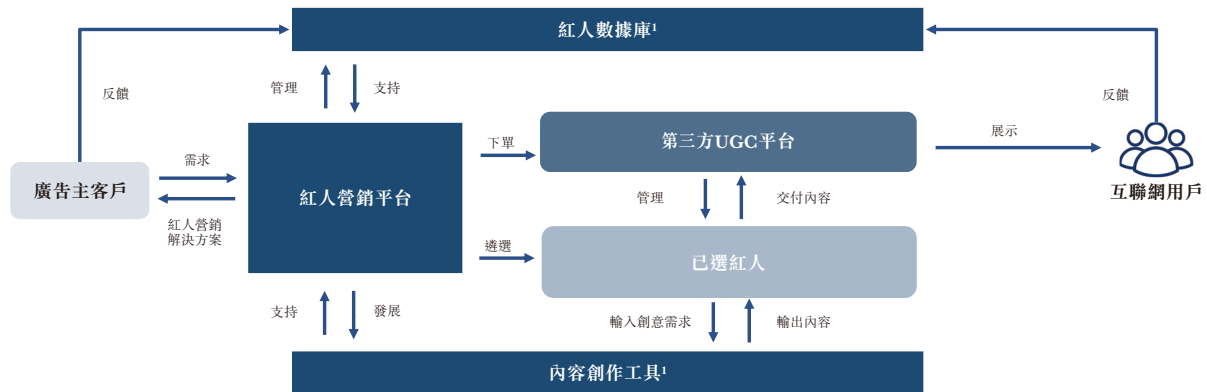 紅人數據庫¹
反饋
管理
支持
反饋
下單
第三方UGC平台
展示
需求
廣告主客戶
紅人營銷平台
互聯網用戶
管理
交付內容
紅人營銷
解決方案
遴選
已選紅人
支持
發展
輸入創意需求
輸出內容
內容創作工具¹